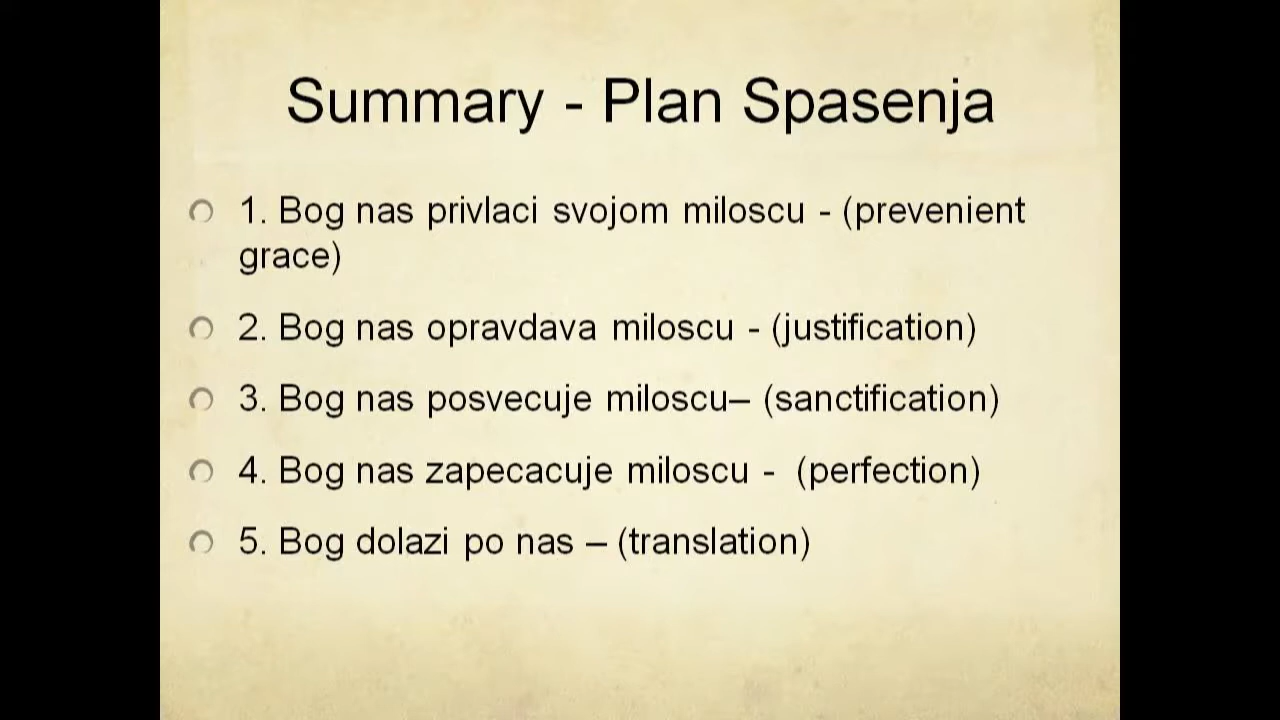 Summary - Plan Spasenja
1. Bog nas privlaci svojom miloscu - (prevenient
grace)
2. Bog nas opravdava miloscu - (justification)
3. Bog nas posvecuje miloscu– (sanctification)
4. Bog nas zapecacuje miloscu -  (perfection)
5. Bog dolazi po nas – (translation)